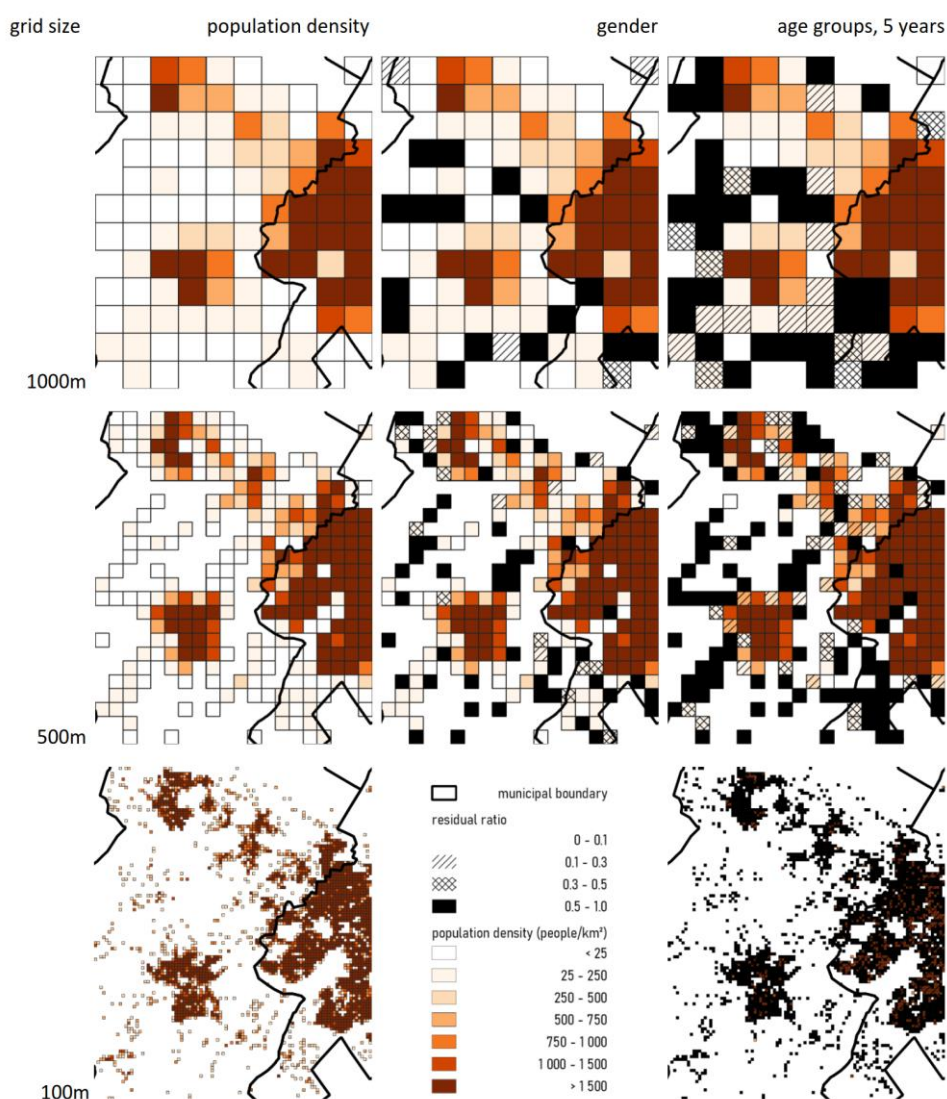 grid size population density gender age groups, 5 years
1000m
500m
municipal boundary
residual ratio
0 - 0.1
0.1 - 0.3
0.3 - 0.5
0.5 - 1.0
population density (people/km²)
< 25
25 - 250
250 - 500
500 - 750
750 - 1 000
1 000 - 1 500
> 1 500
100m